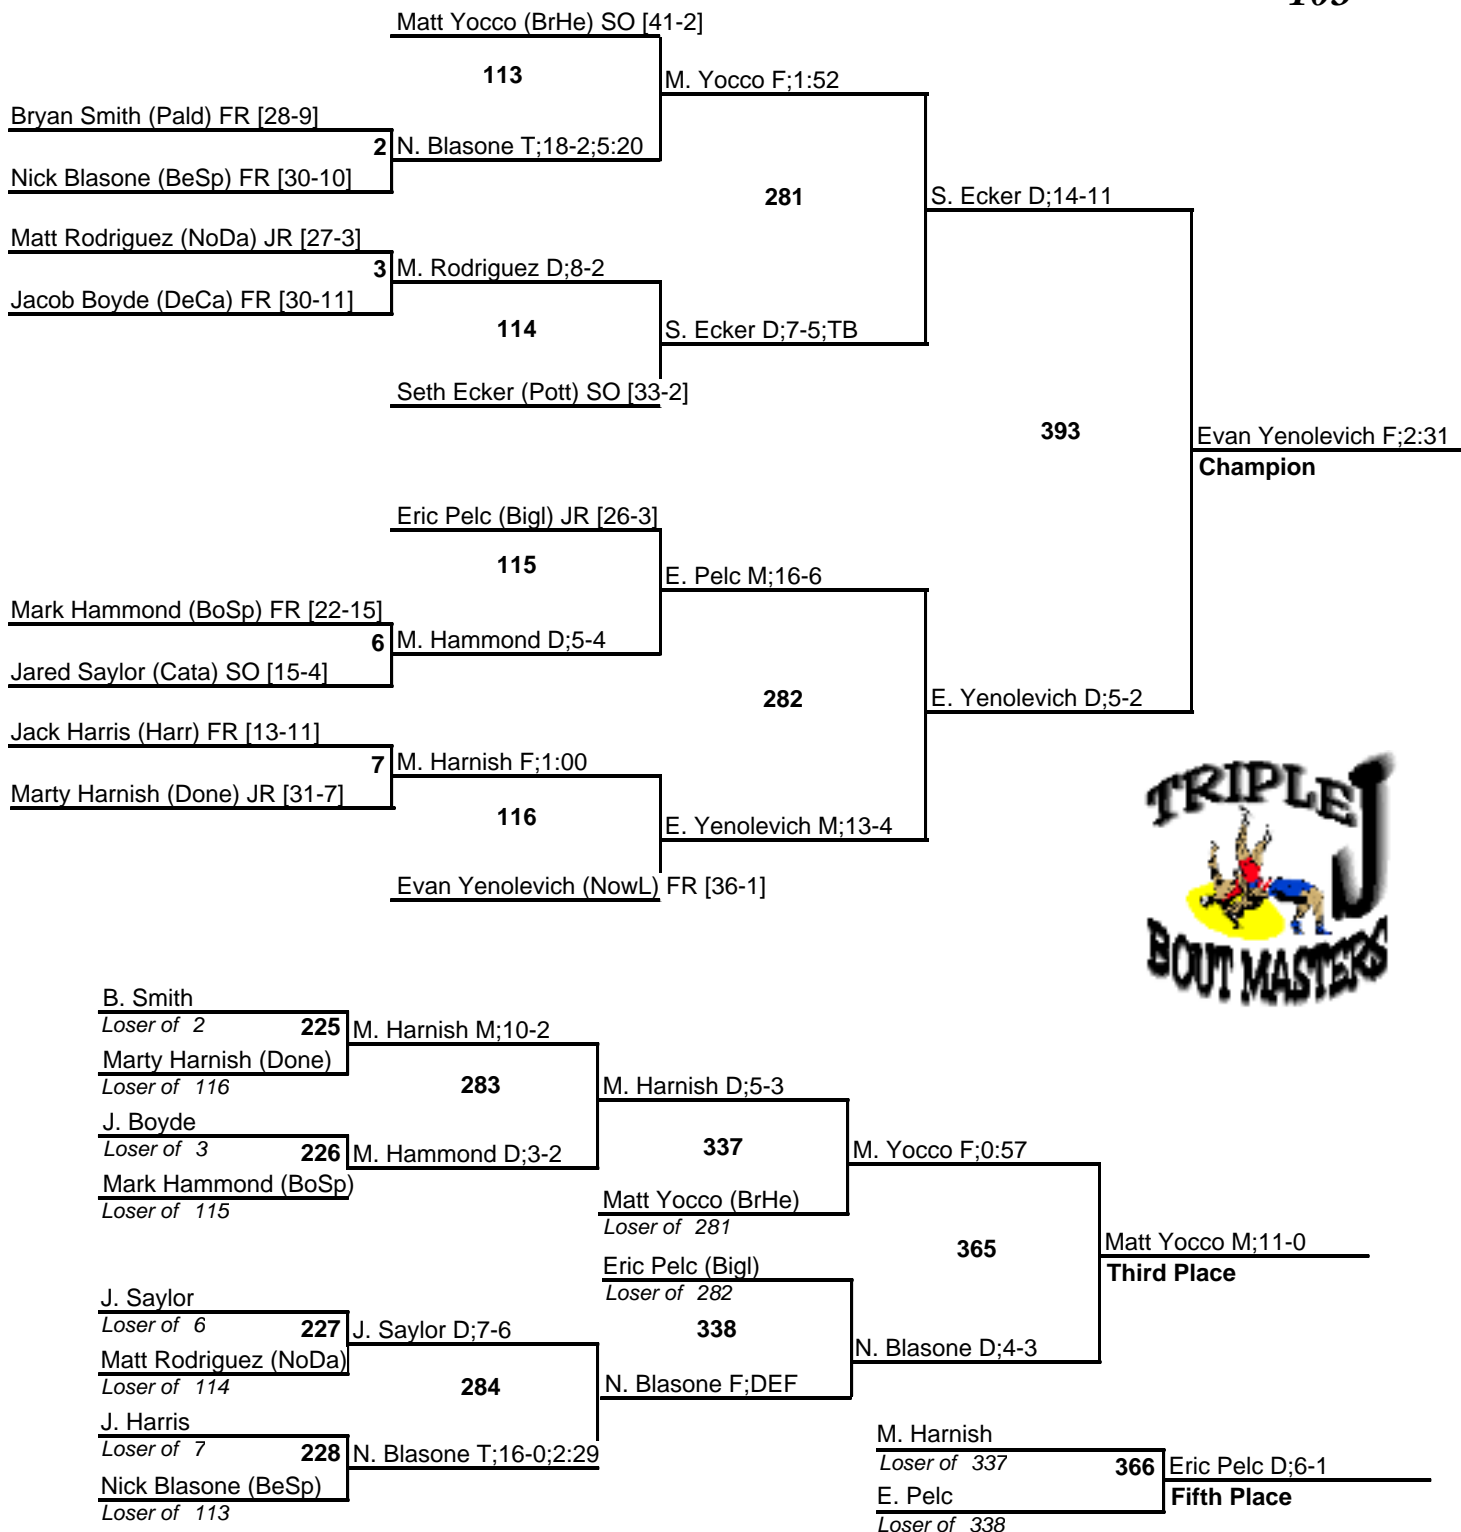 103
Matt Yocco (BrHe) SO [41-2]
113
M. Yocco F;1:52
Bryan Smith (Pald) FR [28-9]
2 N. Blasone T;18-2;5:20
Nick Blasone (BeSp) FR [30-10]
281
S. Ecker D;14-11
Matt Rodriguez (NoDa) JR [27-3]
3 M. Rodriguez D;8-2
Jacob Boyde (DeCa) FR [30-11]
114
S. Ecker D;7-5;TB
Seth Ecker (Pott) SO [33-2]
393
Evan Yenolevich F;2:31
Champion
Eric Pelc (Bigl) JR [26-3]
115
E. Pelc M;16-6
Mark Hammond (BoSp) FR [22-15]
6 M. Hammond D;5-4
Jared Saylor (Cata) SO [15-4]
282
E. Yenolevich D;5-2
Jack Harris (Harr) FR [13-11]
7 M. Harnish F;1:00
Marty Harnish (Done) JR [31-7]
116
E. Yenolevich M;13-4
Evan Yenolevich (NowL) FR [36-1]
TRIPLE J
BOUT MASTERS
B. Smith
Loser of 2
225 M. Harnish M;10-2
Marty Harnish (Done)
Loser of 116
283
M. Harnish D;5-3
J. Boyde
Loser of 3
226 M. Hammond D;3-2
Mark Hammond (BoSp)
Loser of 115
337
M. Yocco F;0:57
Matt Yocco (BrHe)
Loser of 281
365
Matt Yocco M;11-0
Third Place
Eric Pelc (Bigl)
Loser of 282
J. Saylor
Loser of 6
227 J. Saylor D;7-6
338
N. Blasone D;4-3
Matt Rodriguez (NoDa)
Loser of 114
284
N. Blasone F;DEF
J. Harris
Loser of 7
228 N. Blasone T;16-0;2:29
Nick Blasone (BeSp)
Loser of 113
M. Harnish
Loser of 337
366 Eric Pelc D;6-1
Fifth Place
E. Pelc
Loser of 338